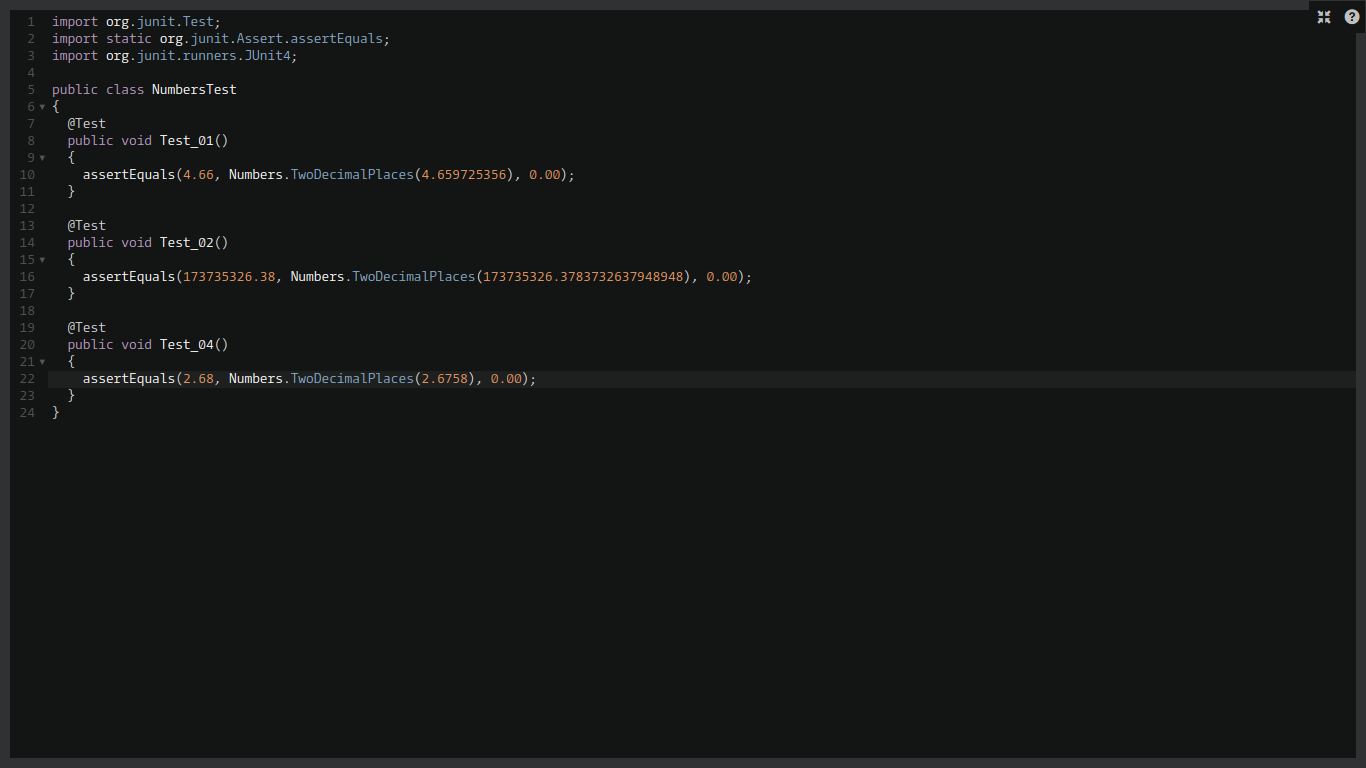 1 import org.junit.Test;
2 import static org.junit.Assert.assertEquals;
3 import org.junit.runners.JUnit4;
4
5 public class NumbersTest
6 {
7 @Test
8 public void Test_01()
9 {
10 assertEquals(4.66, Numbers.TwoDecimalPlaces(4.659725356), 0.00);
11 }
12
13 @Test
14 public void Test_02()
15 {
16 assertEquals(173735326.38, Numbers.TwoDecimalPlaces(173735326.3783732637948948), 0.00);
17 }
18
19 @Test
20 public void Test_04()
21 {
22 assertEquals(2.68, Numbers.TwoDecimalPlaces(2.6758), 0.00);
23 }
24 }